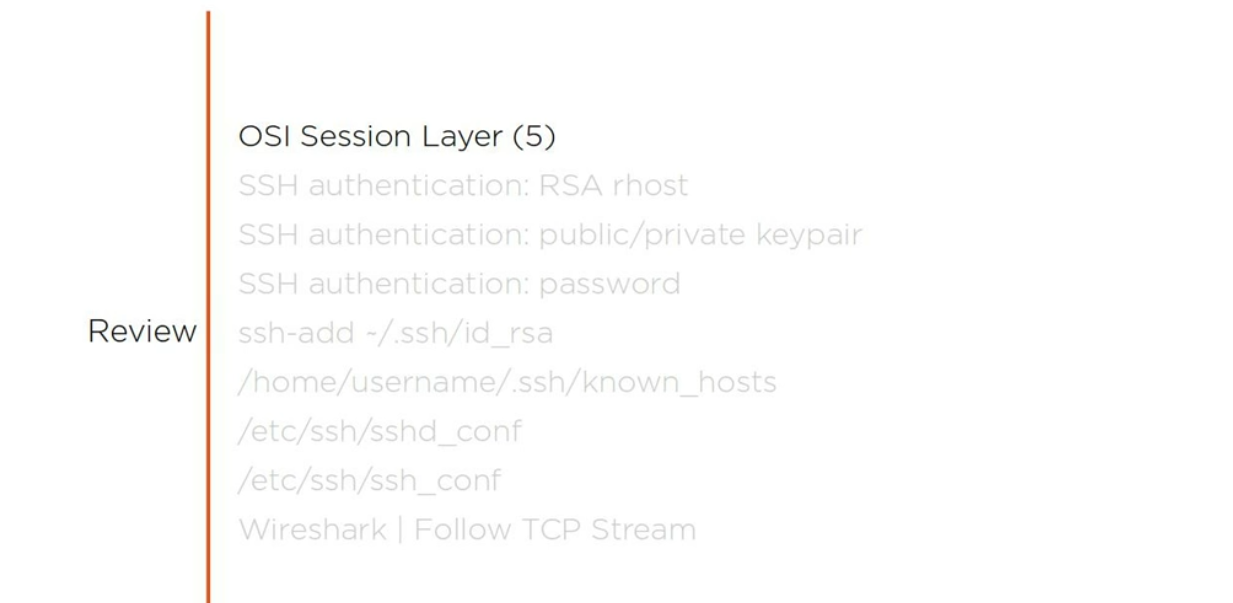 OSI Session Layer (5)
SSH authentication: RSA rhost
SSH authentication: public/private keypair
SSH authentication: password
Review
ssh-add ~/.ssh/id_rsa
/home/username/.ssh/known_hosts
/etc/ssh/sshd_conf
/etc/ssh/ssh_conf
Wireshark | Follow TCP Stream